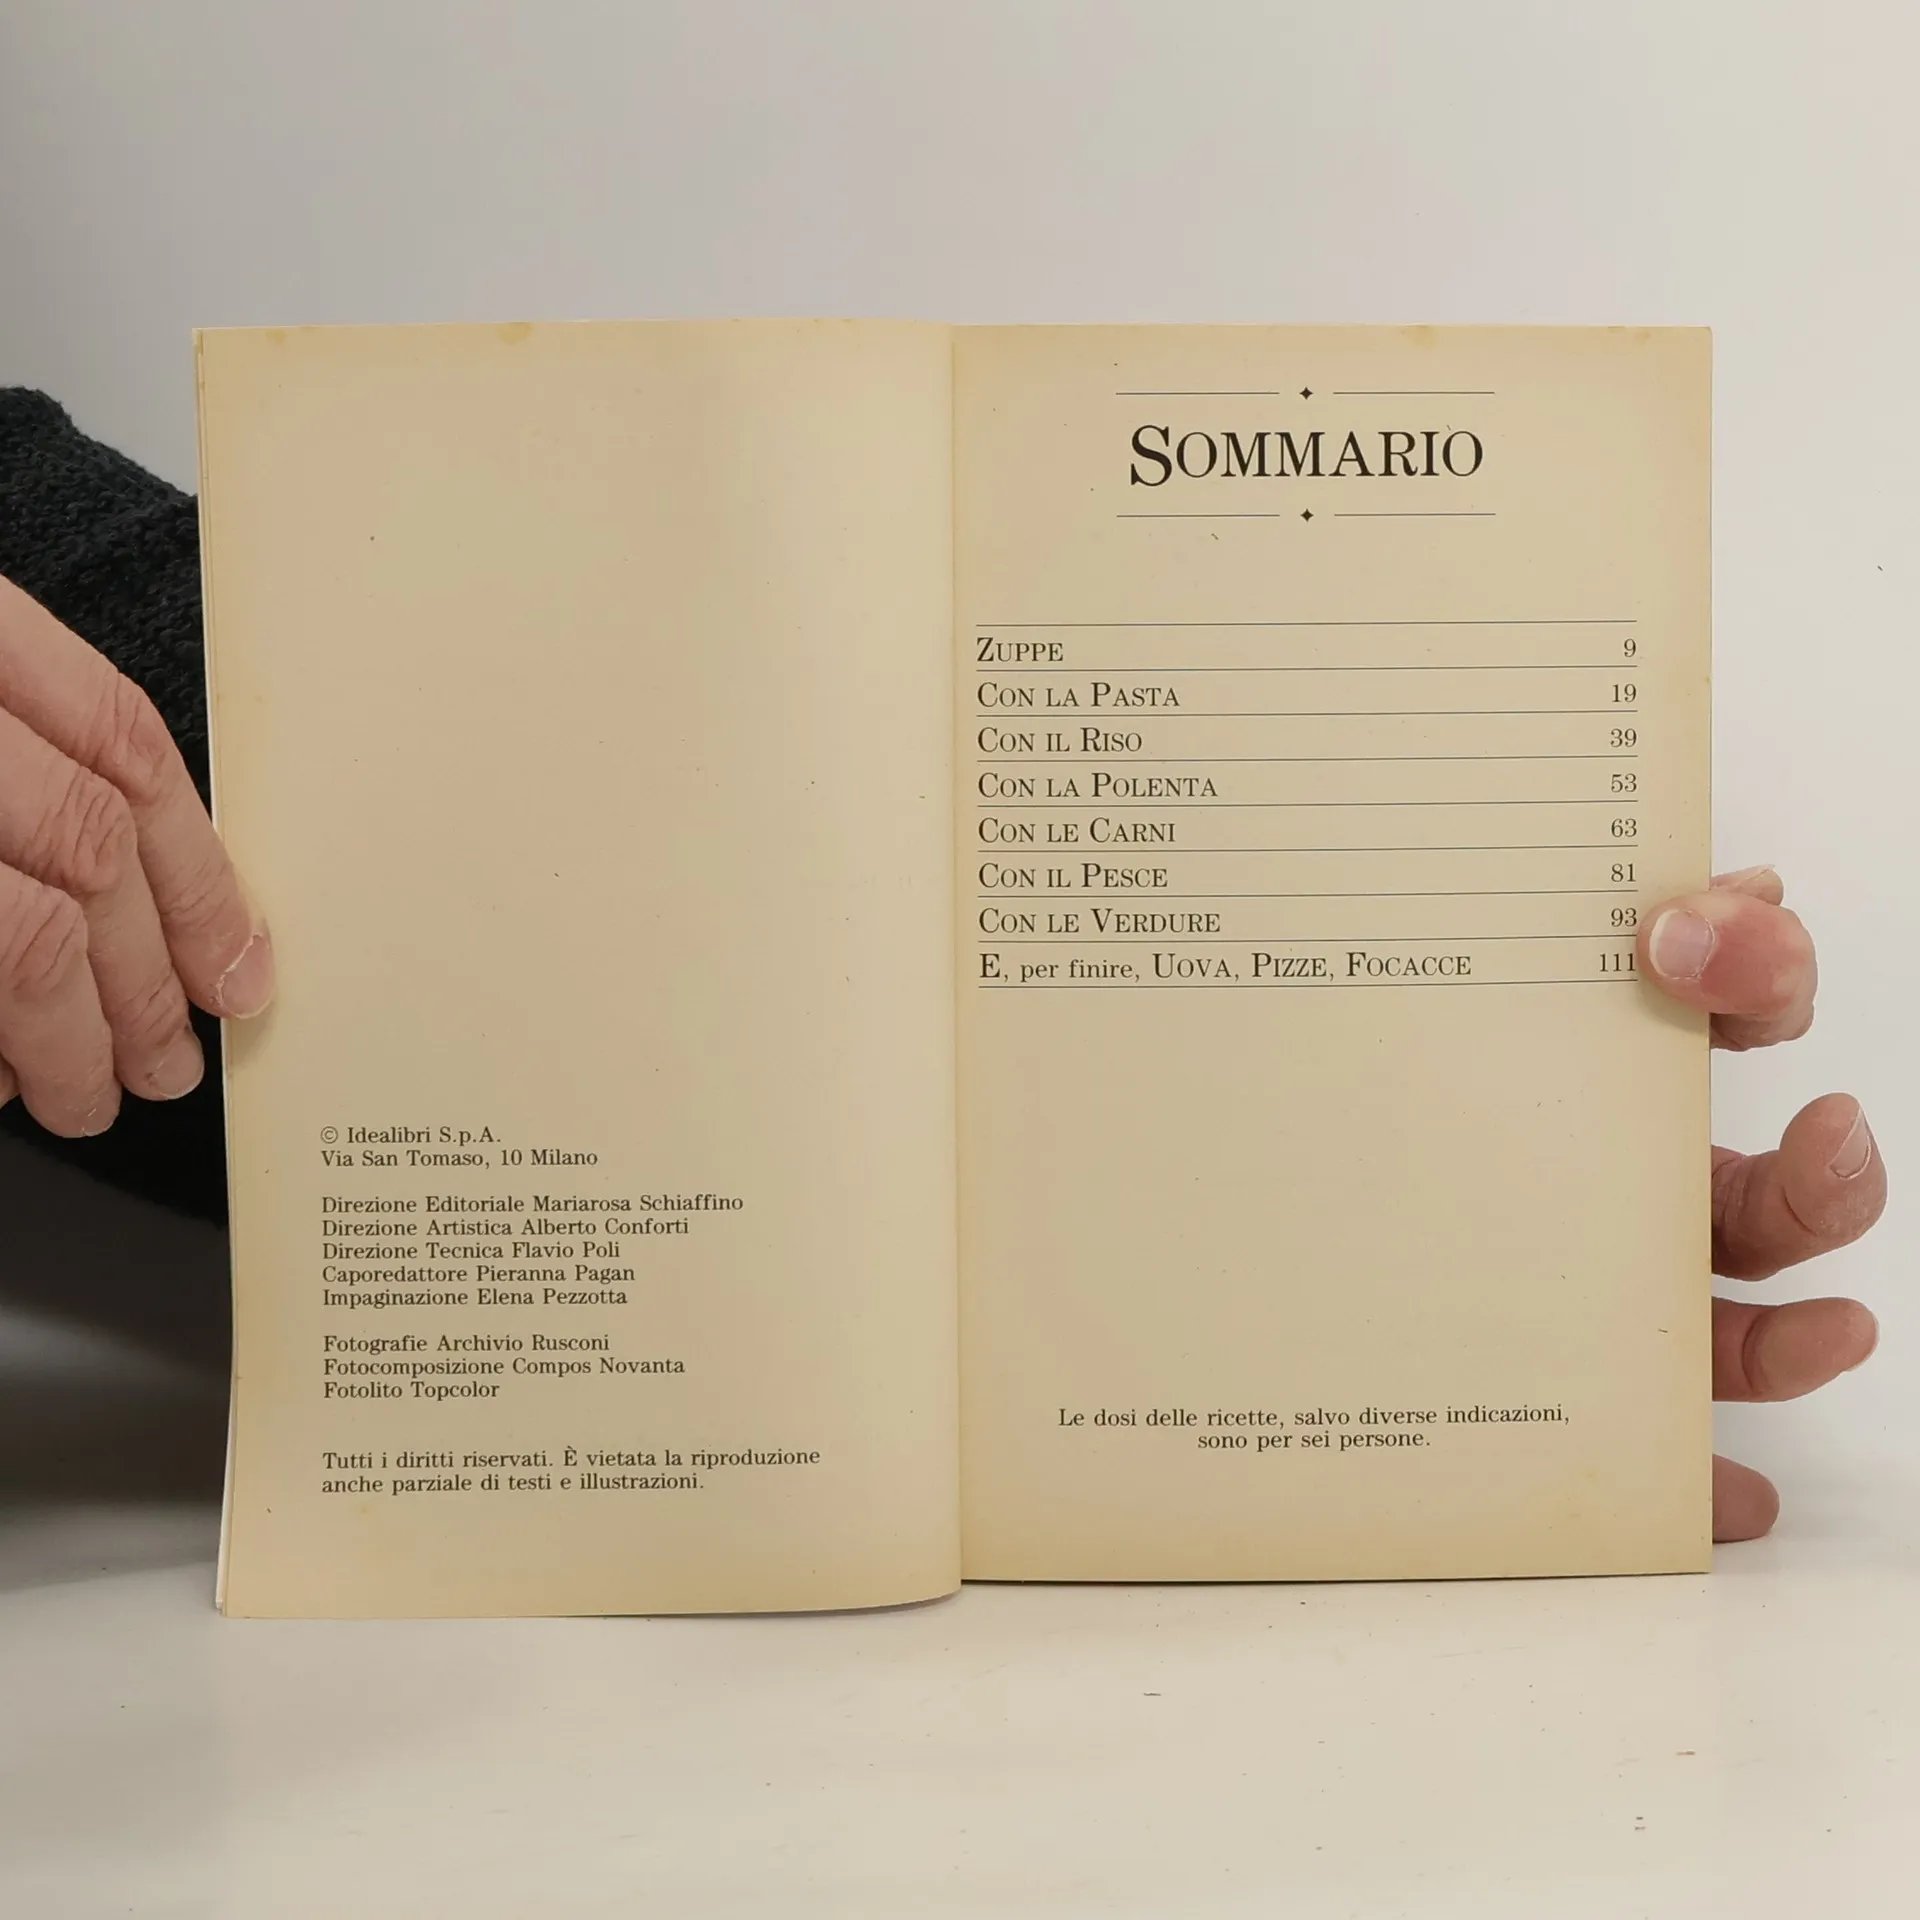 © Idealibri S.p.A.
Via San Tomaso, 10 Milano
Direzione Editoriale Mariarosa Schiaffino
Direzione Artistica Alberto Conforti
Direzione Tecnica Flavio Poli
Caporedattore Pieranna Pagan
Impaginazione Elena Pezzotta
Fotografie Archivio Rusconi
Fotocomposizione Compos Novanta
Fotolito Topcolor
Tutti i diritti riservati. È vietata la riproduzione
anche parziale di testi e illustrazioni.
SOMMARIO
ZUPPE 9
CON LA PASTA 19
CON IL RISO 39
CON LA POLENTA 53
CON LE CARNI 63
CON IL PESCE 81
CON LE VERDURE 93
E, per finire, UOVA, PIZZE, FOCACCE 111
Le dosi delle ricette, salvo diverse indicazioni,
sono per sei persone.